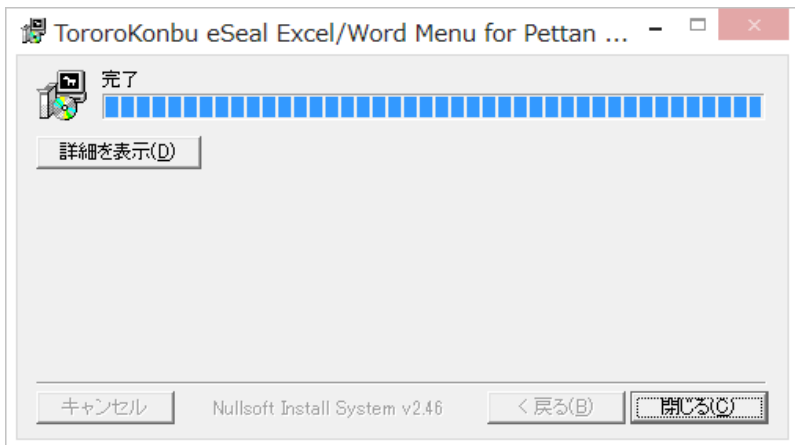 TororoKonbu eSeal Excel/Word Menu for Pettan ...
完了
詳細を表示(D)
キャンセル Nullsoft Install System v2.46 < 戻る(B) 閉じる(C)